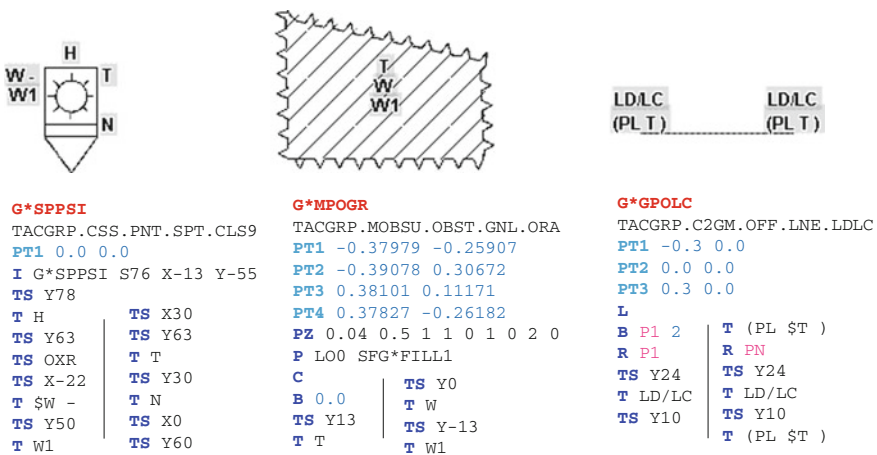 H
W - T
W1
N
T
W
W1
LD/LC LD/LC
(PL T ) (PL T )
G*SPPSI
TACGRP.CSS.PNT.SPT.CLS9
PT1 0.0 0.0
I G*SPPSI S76 X-13 Y-55
TS Y78
T H
TS Y63
TS OXR
TS X-22
T $W -
TS Y50
T W1
TS X30
TS Y63
T T
TS Y30
T N
TS X0
TS Y60
G*MPOGR
TACGRP.MOBSU.OBST.GNL.ORA
PT1 -0.37979 -0.25907
PT2 -0.39078 0.30672
PT3 0.38101 0.11171
PT4 0.37827 -0.26182
PZ 0.04 0.5 1 1 0 1 0 2 0
P LO0 SFG*FILL1
C
B 0.0
TS Y13
T T
TS Y0
T W
TS Y-13
T W1
G*GPOLC
TACGRP.C2GM.OFF.LNE.LDLC
PT1 -0.3 0.0
PT2 0.0 0.0
PT3 0.3 0.0
L
B P1 2
R P1
TS Y24
T LD/LC
TS Y10
T (PL $T )
R PN
TS Y24
T LD/LC
TS Y10
T (PL $T )